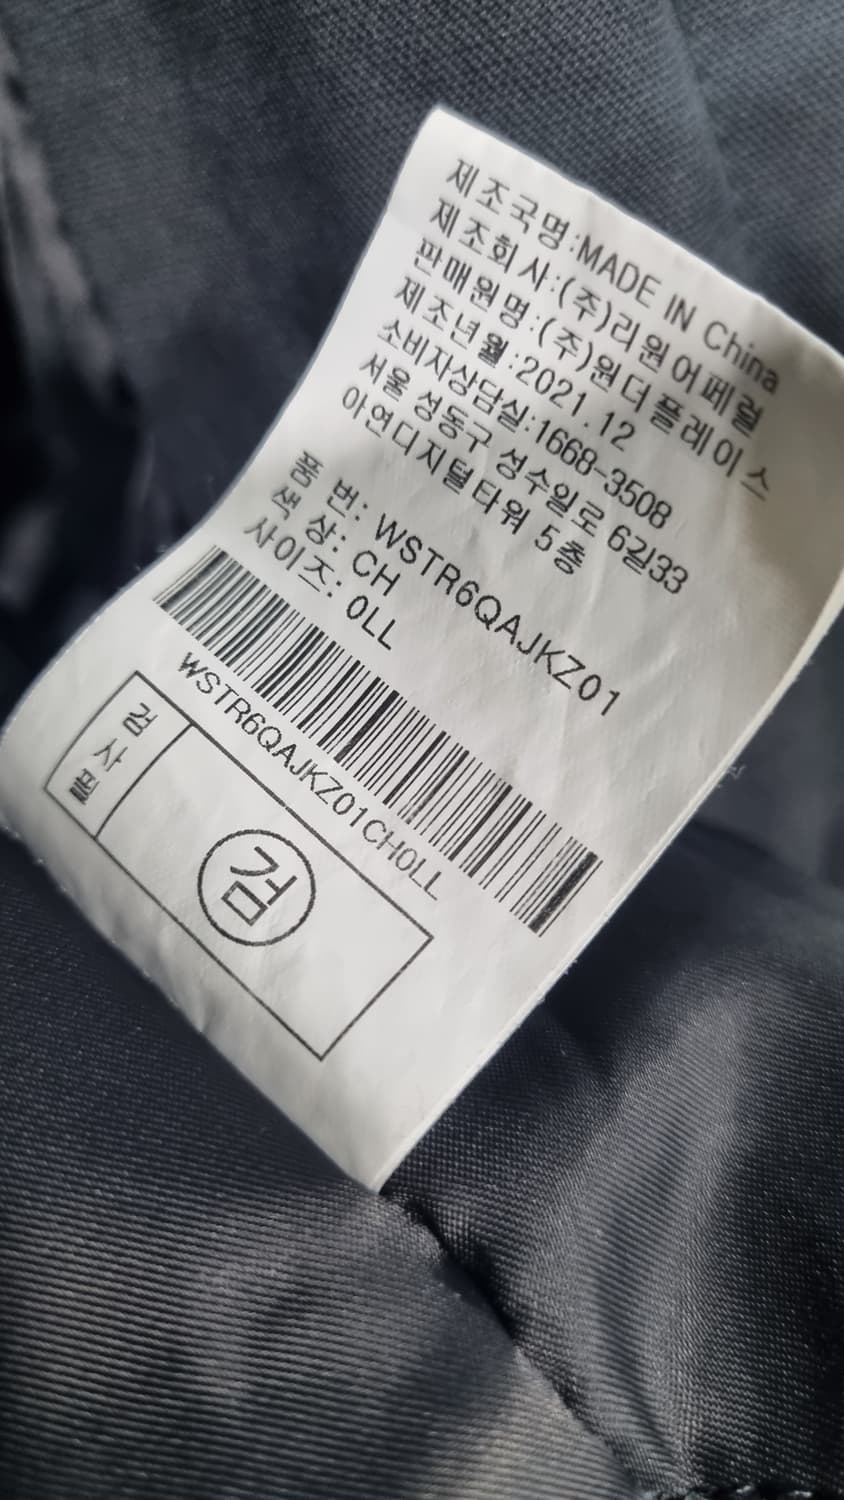 제조국명:MADE IN China
제조회사:(주)리원어페럴
판매원명:(주)원더플레이스
제조년월:2021.12
소비자상담실:1668-3508
서울 성동구 성수일로 6길33
아연디지털타워 5층
품 번: WSTR6QAJKZ01
색 상: CH
사이즈: 0LL
WSTR6QAJKZ01CH0LL
검사필
검